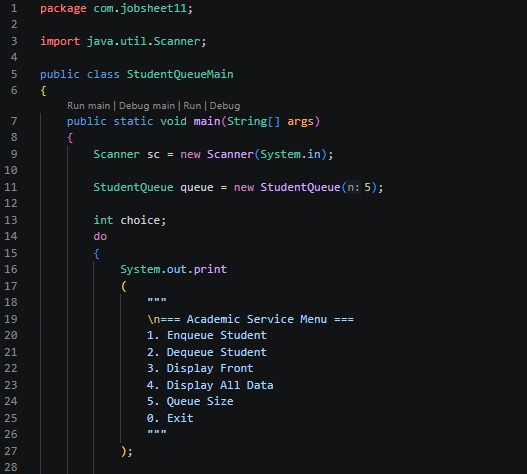 1 package com.jobsheet11;
2
3 import java.util.Scanner;
4
5 public class StudentQueueMain
6 {
Run main | Debug main | Run | Debug
7 public static void main(String[] args)
8 {
9 Scanner sc = new Scanner(System.in);
10
11 StudentQueue queue = new StudentQueue(n: 5);
12
13 int choice;
14 do
15 {
16 System.out.print
17 (
18 """
19 \n=== Academic Service Menu ===
20 1. Enqueue Student
21 2. Dequeue Student
22 3. Display Front
23 4. Display All Data
24 5. Queue Size
25 0. Exit
26 """
27 );
28